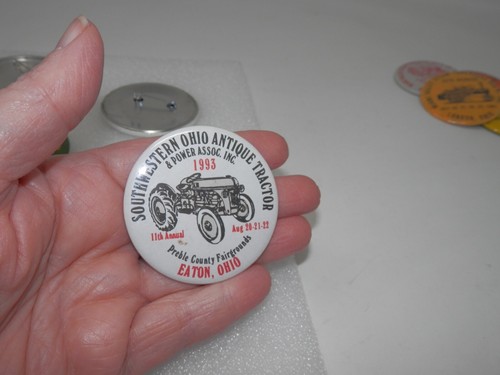 SOUTHWESTERN OHIO ANTIQUE TRACTOR
& POWER ASSOC. INC.
1993
11th Annual
Aug 20-21-22
Preble County Fairgrounds
EATON, OHIO